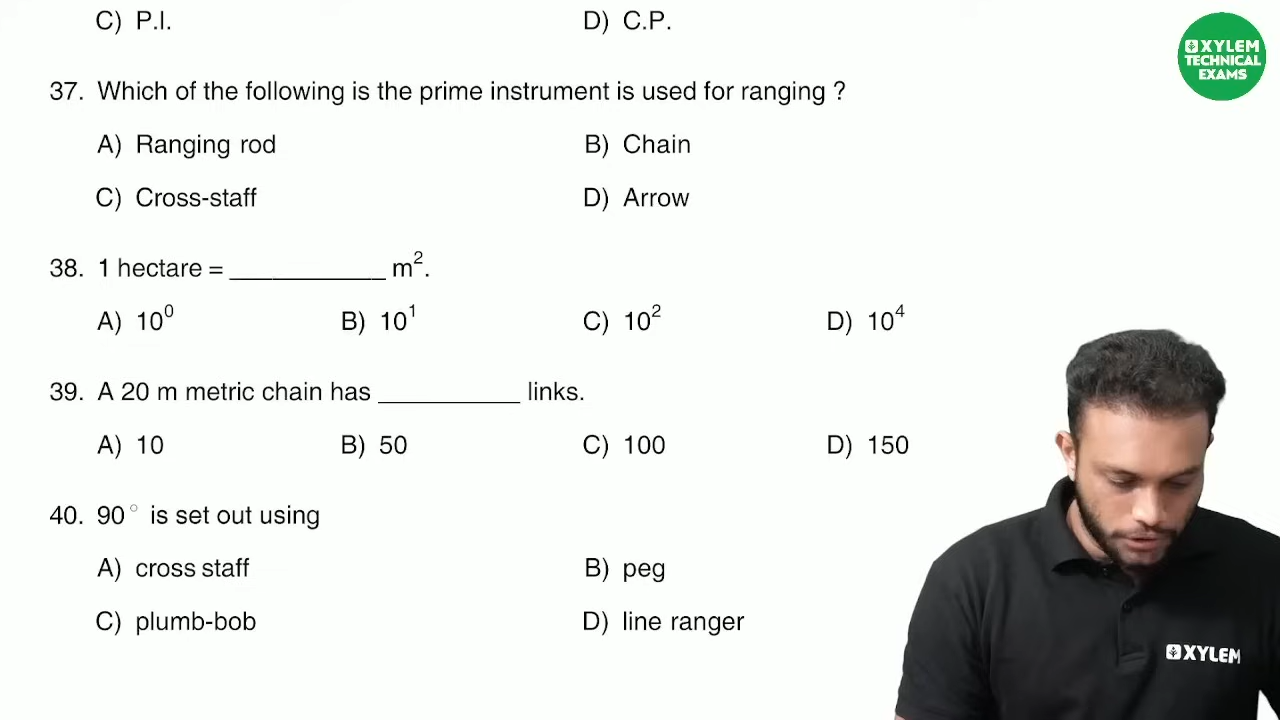 C) P.I. D) C.P.
XYLEM
TECHNICAL
EXAMS
37. Which of the following is the prime instrument is used for ranging ?
A) Ranging rod B) Chain
C) Cross-staff D) Arrow
38. 1 hectare = ___________ m².
A) 10⁰ B) 10¹ C) 10² D) 10⁴
39. A 20 m metric chain has __________ links.
A) 10 B) 50 C) 100 D) 150
40. 90° is set out using
A) cross staff B) peg
C) plumb-bob D) line ranger
XYLEM